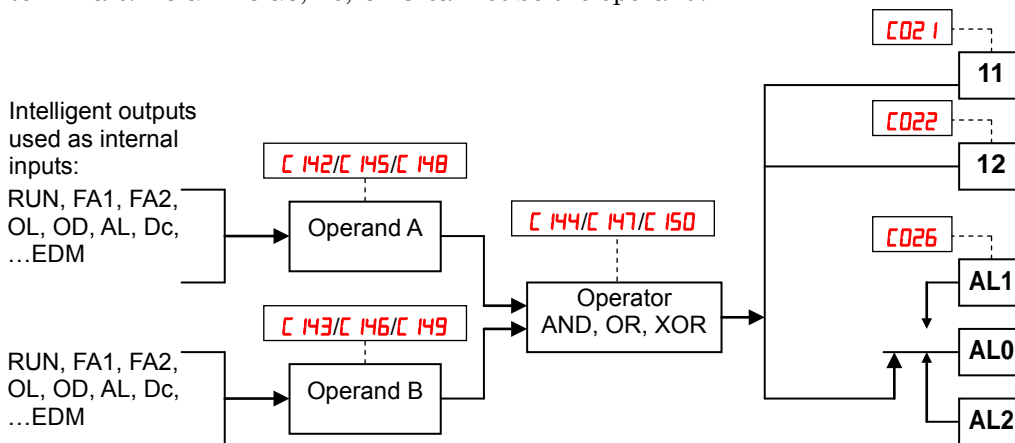 C021
11
Intelligent outputs
used as internal
inputs:
C022
12
C142/C145/C148
RUN, FA1, FA2,
OL, OD, AL, Dc,
…EDM
Operand A
C144/C147/C150
C026
AL1
Operator
AND, OR, XOR
C143/C146/C149
AL0
RUN, FA1, FA2,
OL, OD, AL, Dc,
…EDM
Operand B
AL2